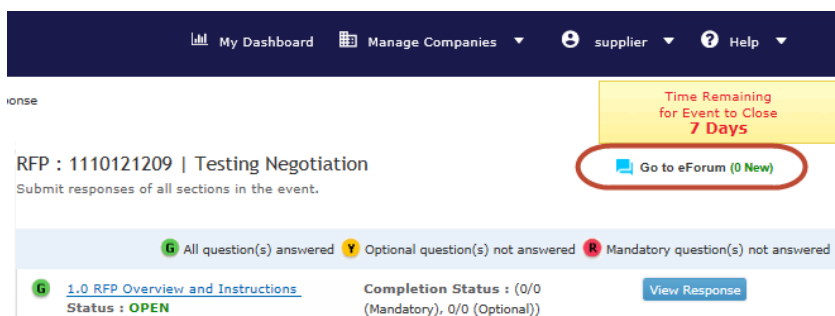 My Dashboard Manage Companies supplier Help
onse
Time Remaining
for Event to Close
7 Days
RFP : 1110121209 | Testing Negotiation
Go to eForum (0 New)
Submit responses of all sections in the event.
G All question(s) answered Y Optional question(s) not answered R Mandatory question(s) not answered
G 1.0 RFP Overview and Instructions Completion Status : (0/0 View Response
Status : OPEN (Mandatory), 0/0 (Optional))